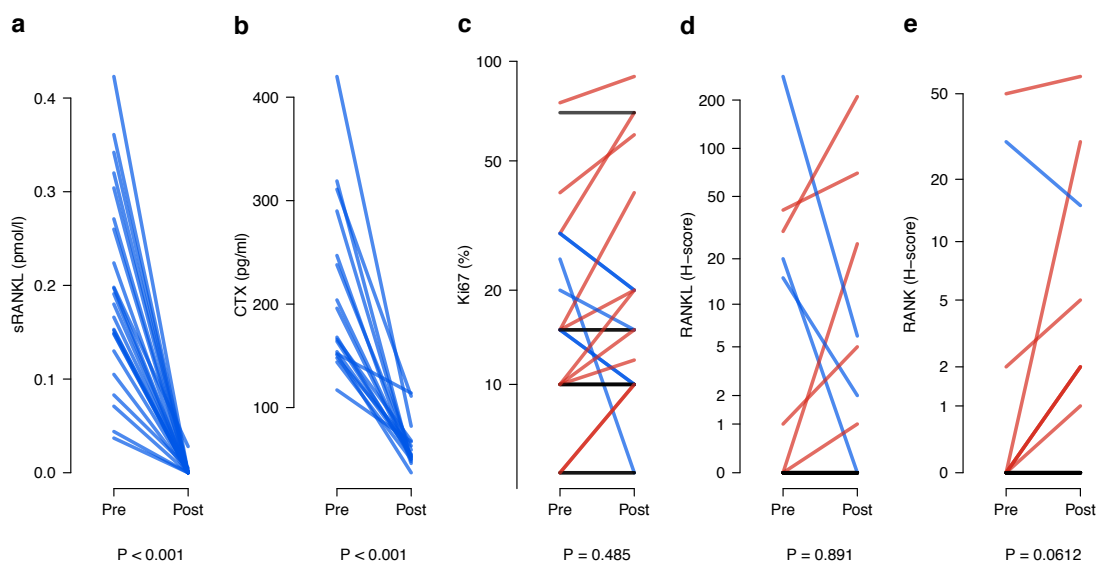 a
sRANKL (pmol/l)
0.4
0.3
0.2
0.1
0.0
Pre Post
P < 0.001
b
CTX (pg/ml)
400
300
200
100
Pre Post
P < 0.001
c
Ki67 (%)
100
50
20
10
Pre Post
P = 0.485
d
RANKL (H−score)
200
100
50
20
10
5
2
1
0
Pre Post
P = 0.891
e
RANK (H−score)
50
20
10
5
2
1
0
Pre Post
P = 0.0612